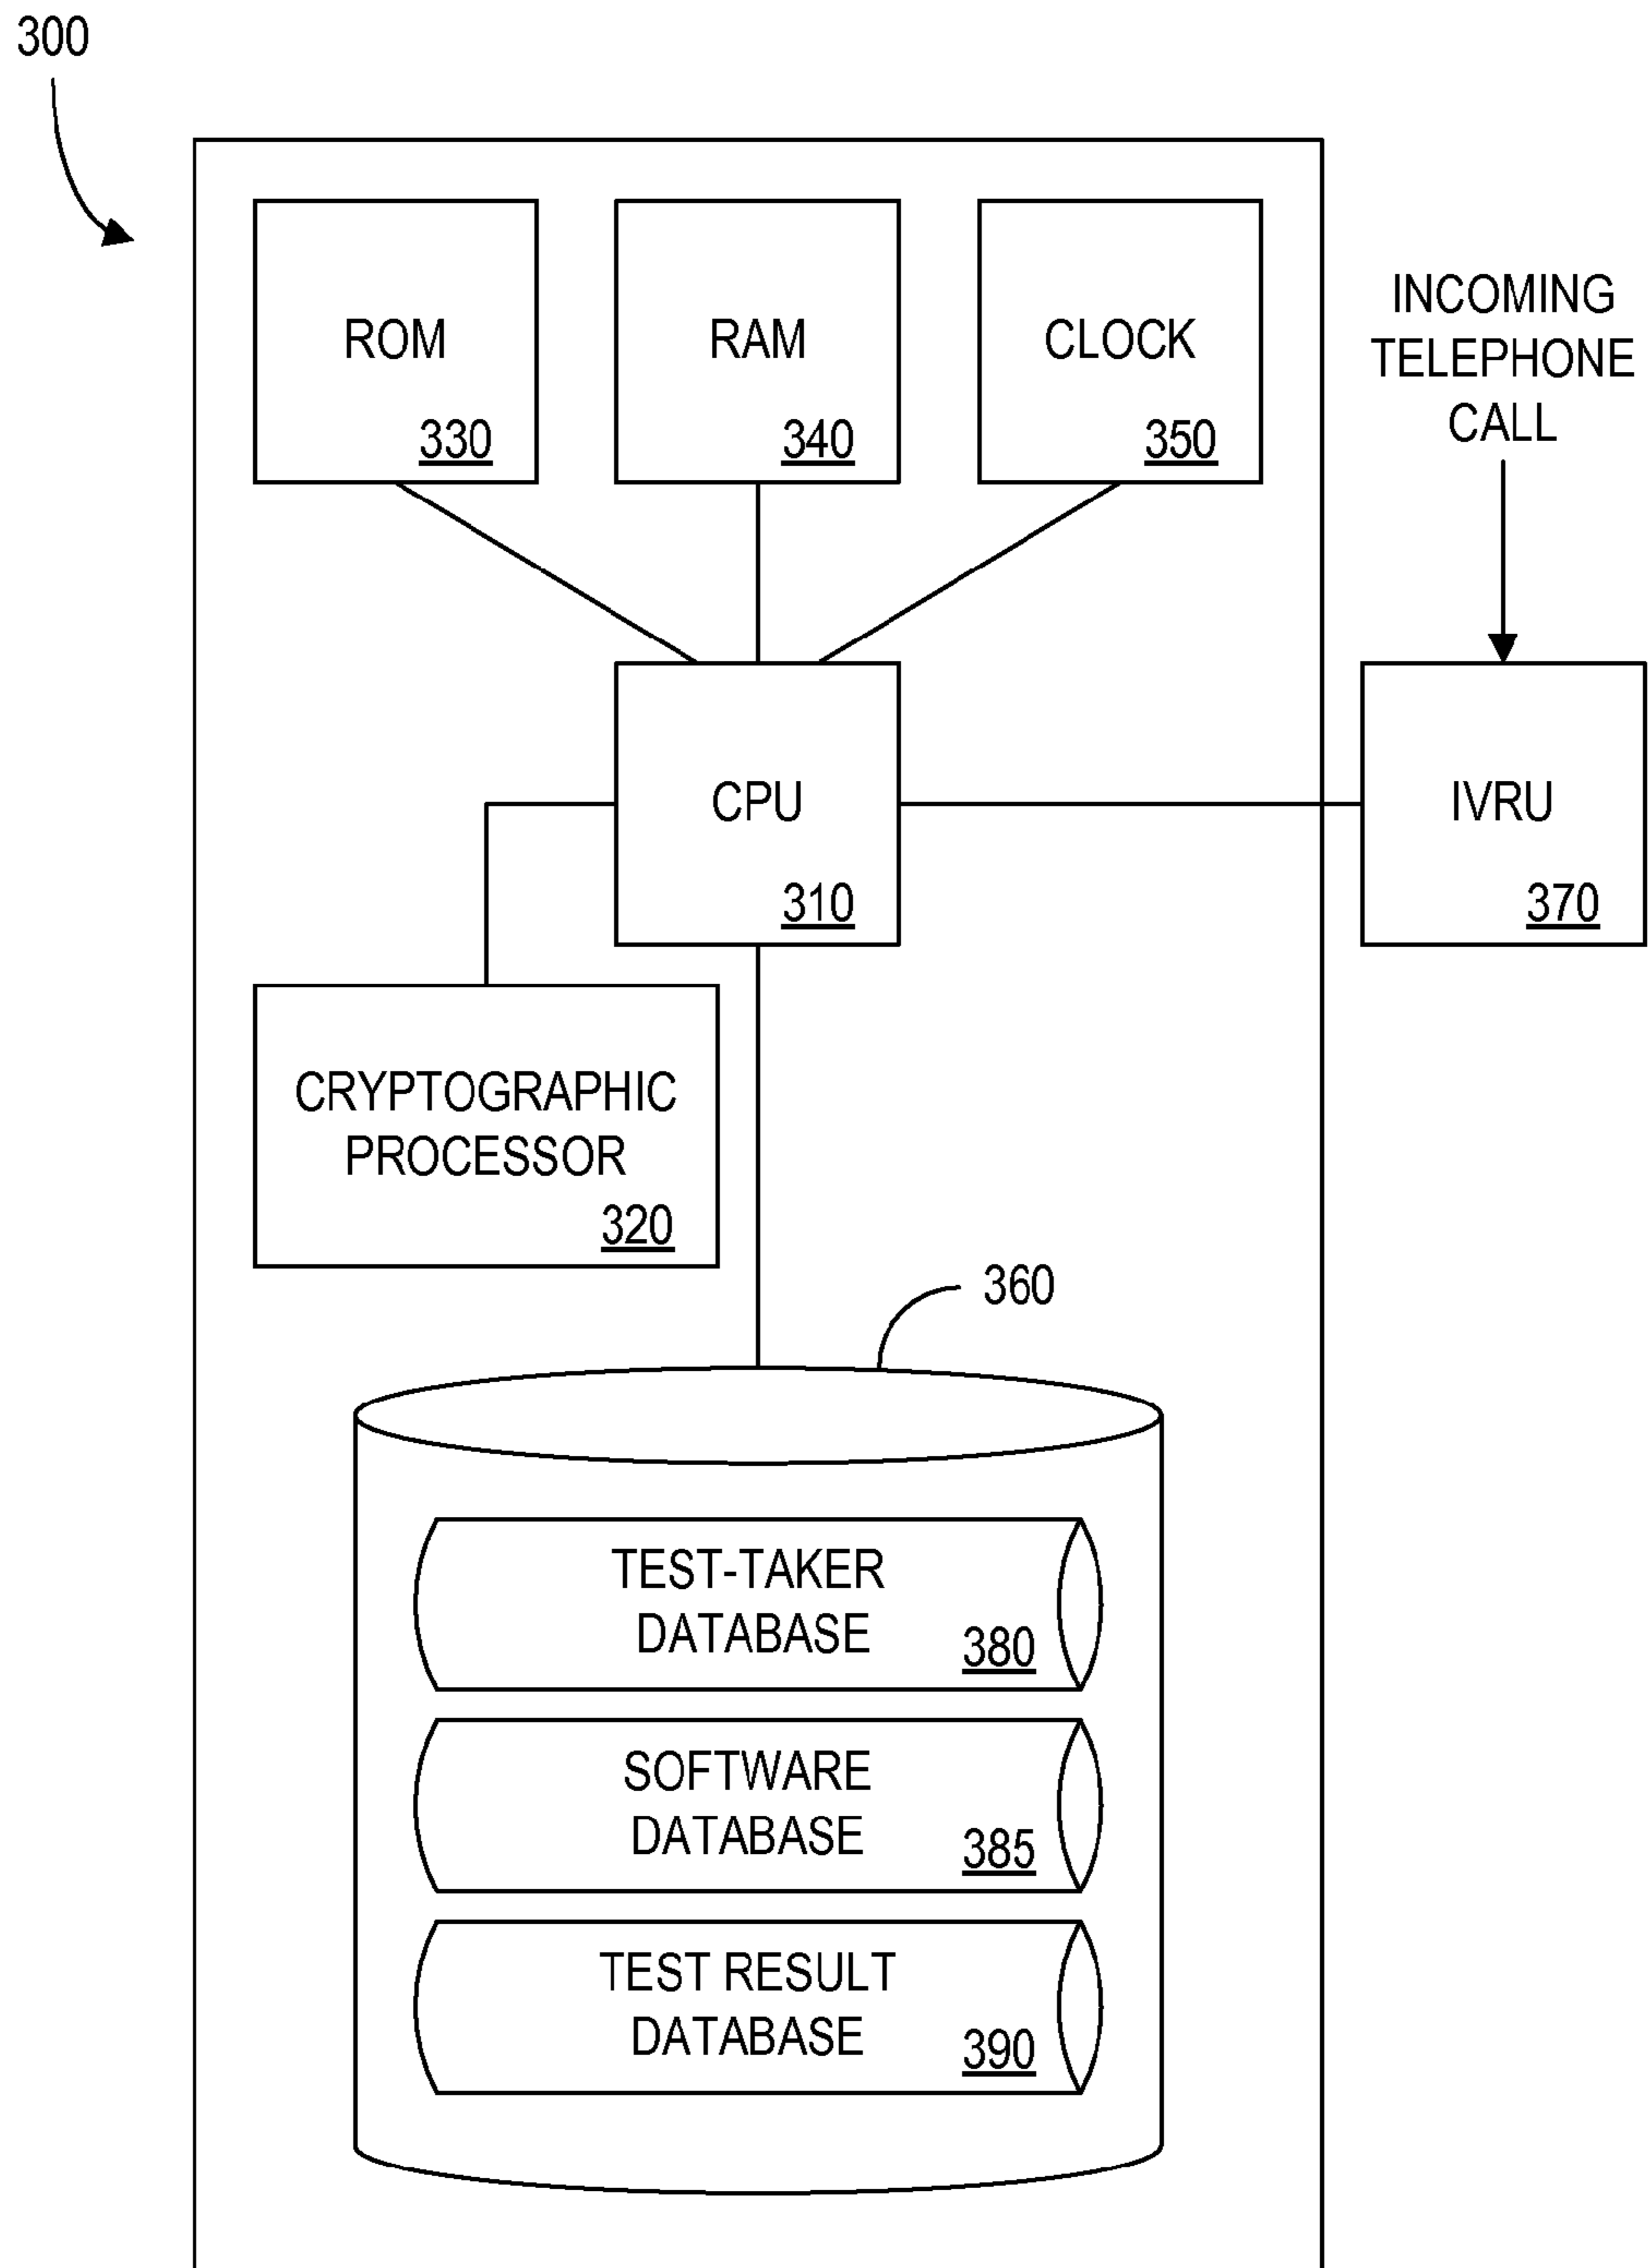 300
ROM
330
RAM
340
CLOCK
350
INCOMING
TELEPHONE
CALL
CPU
310
IVRU
370
CRYPTOGRAPHIC
PROCESSOR
320
360
TEST-TAKER
DATABASE
380
SOFTWARE
DATABASE
385
TEST RESULT
DATABASE
390